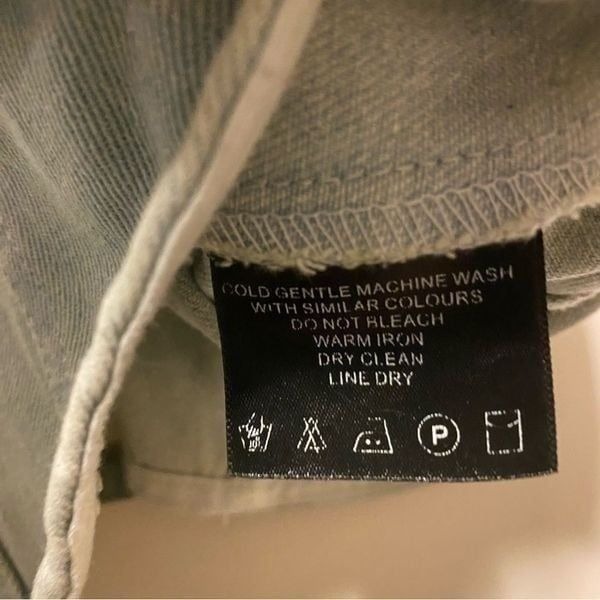 COLD GENTLE MACHINE WASH
WITH SIMILAR COLOURS
DO NOT BLEACH
WARM IRON
DRY CLEAN
LINE DRY
P